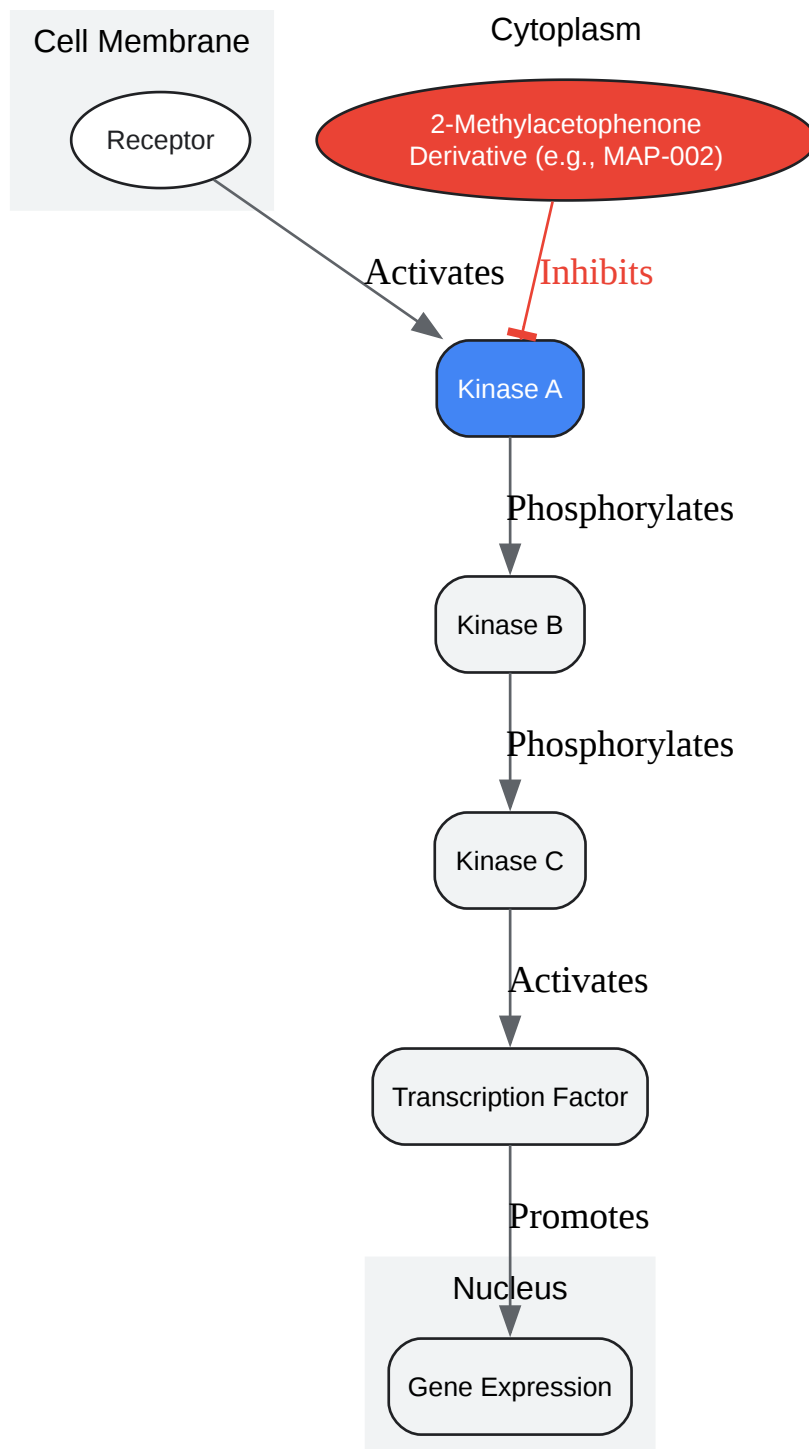 Cell Membrane
Cytoplasm
Receptor
2-Methylacetophenone
Derivative (e.g., MAP-002)
Activates
Inhibits
Kinase A
Phosphorylates
Kinase B
Phosphorylates
Kinase C
Activates
Transcription Factor
Promotes
Nucleus
Gene Expression